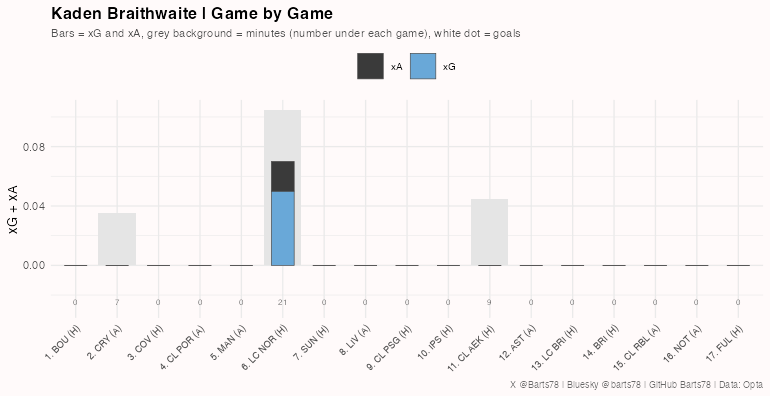 Kaden Braithwaite | Game by Game
Bars = xG and xA, grey background = minutes (number under each game), white dot = goals
xA xG
xG + xA
0.08
0.04
0.00
0 7 0 0 0 21 0 0 0 0 9 0 0 0 0 0 0
1. BOU (H)
2. CRY (A)
3. COV (H)
4. CL POR (A)
5. MAN (A)
6. LC NOR (H)
7. SUN (H)
8. LIV (A)
9. CL PSG (H)
10. IPS (H)
11. CL AEK (H)
12. AST (A)
13. LC BRI (H)
14. BRI (H)
15. CL RBL (A)
16. NOT (A)
17. FUL (H)
X @Barts78 | Bluesky @barts78 | GitHub Barts78 | Data: Opta